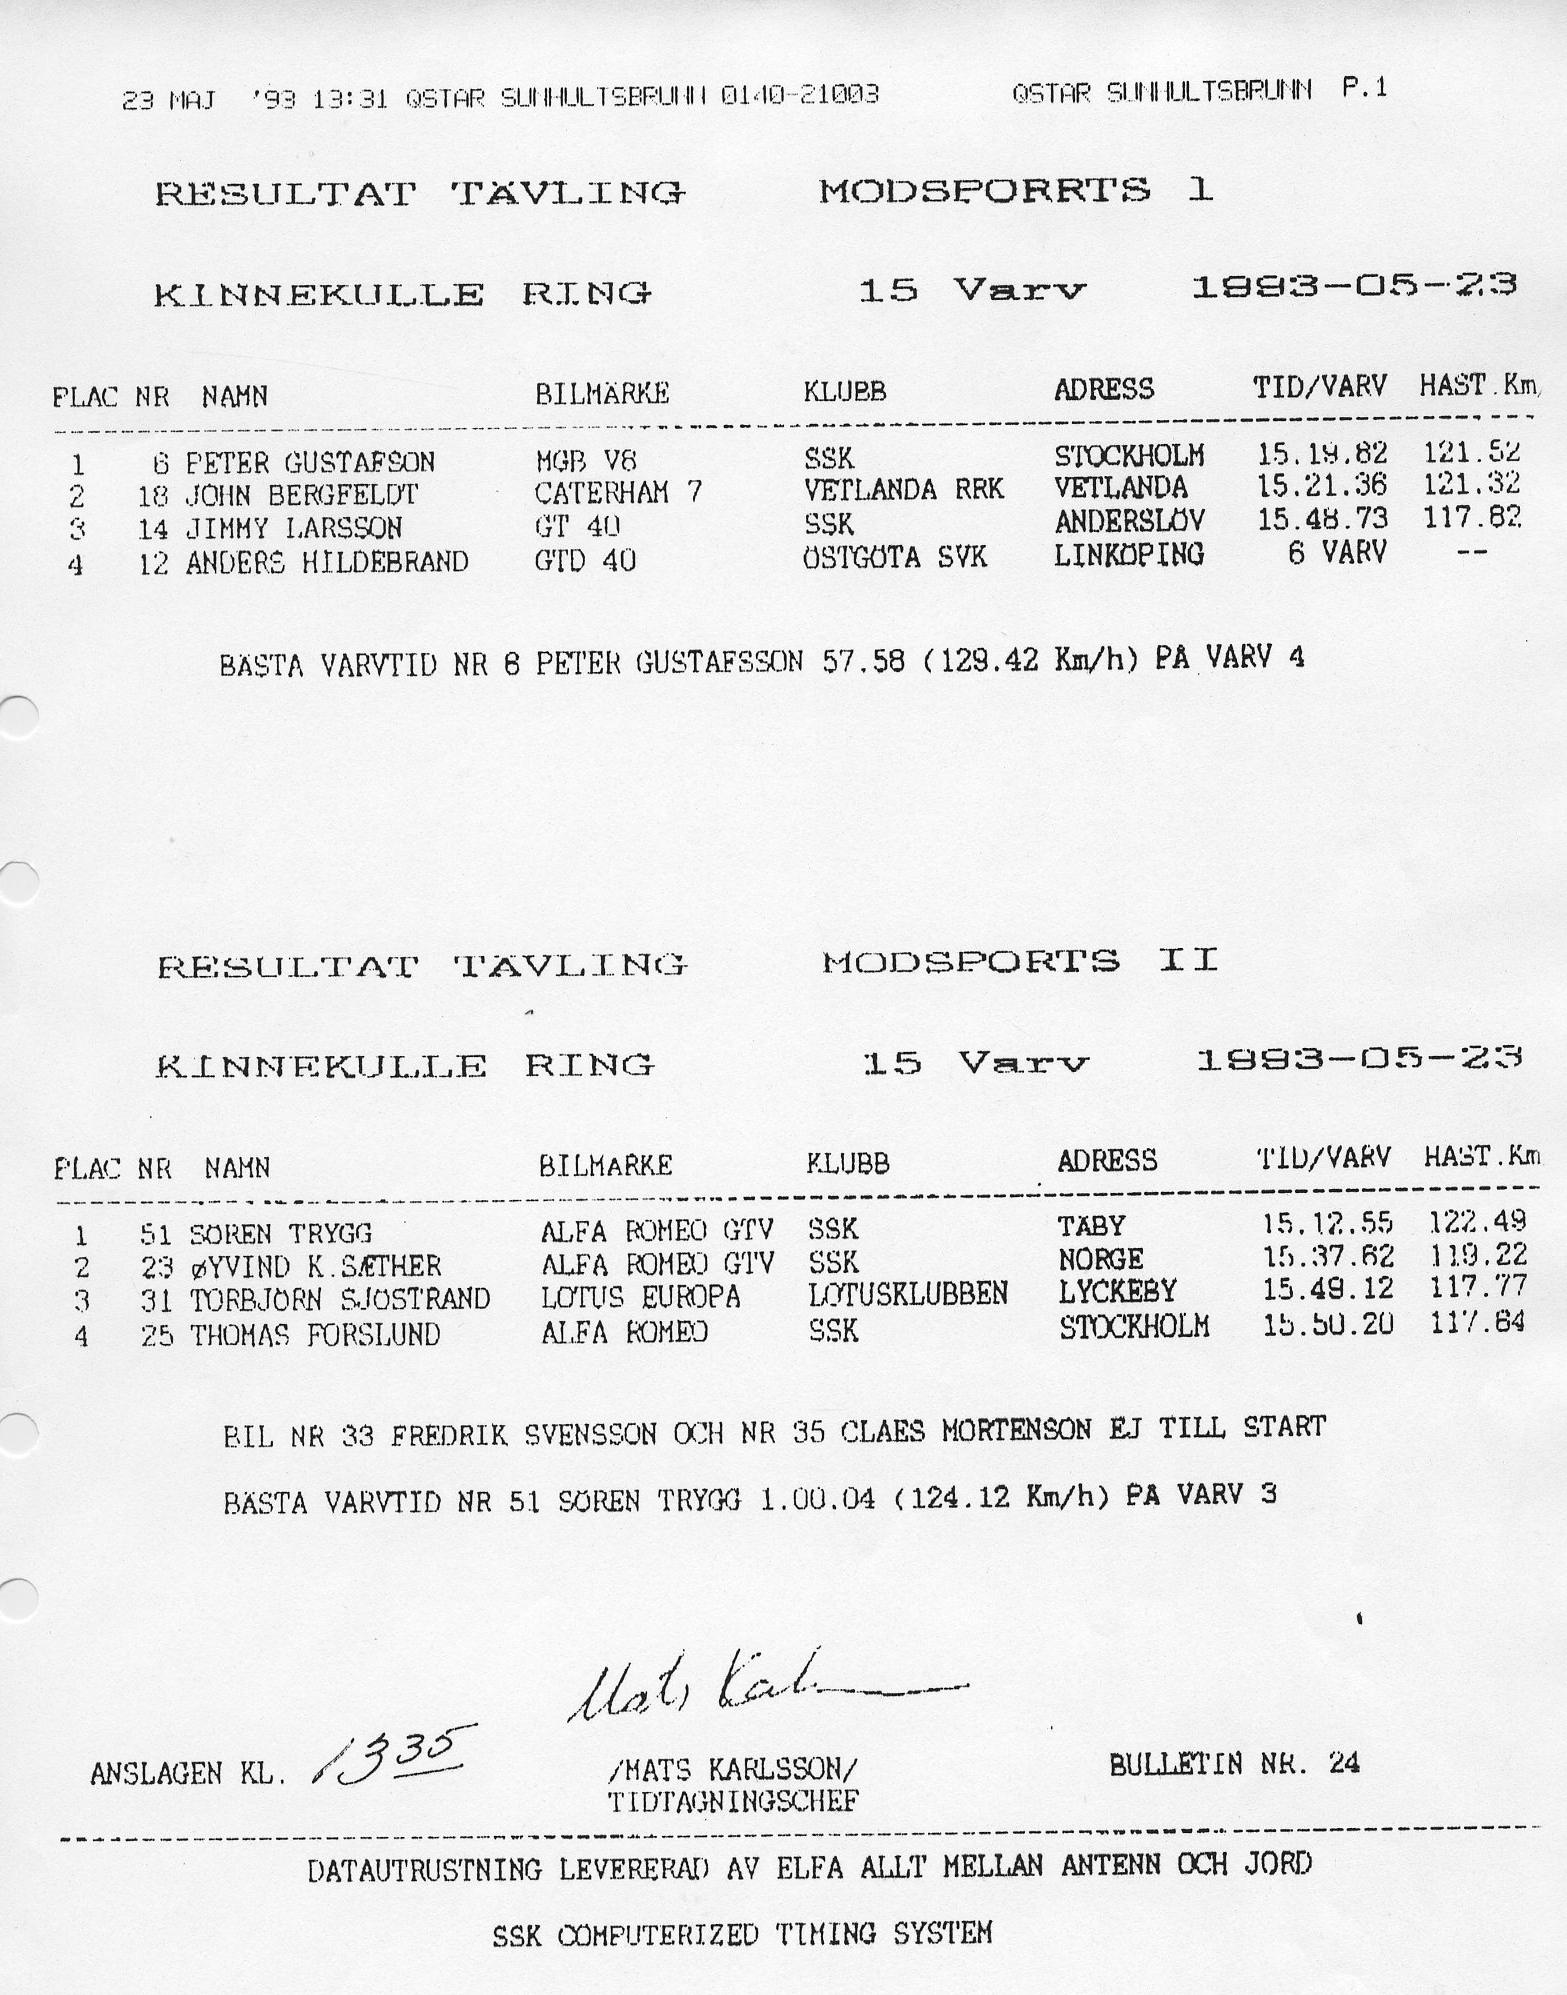 23 MAJ '93 13:31 QSTAR SUNHULTSBRUNN 0140-21003 QSTAR SUNHULTSBRUNN P.1
RESULTAT TÄVLING MODSPORRTS 1
KINNEKULLE RING 15 Varv 1993-05-23
PLAC NR NAMN BILMÄRKE KLUBB ADRESS TID/VARV HAST.Km
1 6 PETER GUSTAFSON MGB V8 SSK STOCKHOLM 15.19.62 121.52
2 18 JOHN BERGFELDT CATERHAM 7 VETLANDA RRK VETLANDA 15.21.36 121.32
3 14 JIMMY LARSSON GT 40 SSK ANDERSLÖV 15.48.73 117.82
4 12 ANDERS HILDEBRAND GTD 40 ÖSTGÖTA SVK LINKÖPING 6 VARV --
BÄSTA VARVTID NR 6 PETER GUSTAFSSON 57.58 (129.42 Km/h) PÅ VARV 4
RESULTAT TÄVLING MODSPORTS II
KINNEKULLE RING 15 Varv 1993-05-23
PLAC NR NAMN BILMÄRKE KLUBB ADRESS TID/VARV HAST.Km
1 51 SÖREN TRYGG ALFA ROMEO GTV SSK TÄBY 15.12.55 122.49
2 23 ØYVIND K.SÆTHER ALFA ROMEO GTV SSK NORGE 15.37.62 119.22
3 31 TORBJÖRN SJÖSTRAND LOTUS EUROPA LOTUSKLUBBEN LYCKEBY 15.49.12 117.77
4 25 THOMAS FORSLUND ALFA ROMEO SSK STOCKHOLM 15.50.20 117.64
BIL NR 33 FREDRIK SVENSSON OCH NR 35 CLAES MORTENSON EJ TILL START
BÄSTA VARVTID NR 51 SÖREN TRYGG 1.00.04 (124.12 Km/h) PÅ VARV 3
Mats Karlsson
ANSLAGEN KL. 1335 /MATS KARLSSON/ BULLETIN NR. 24
TIDTAGNINGSCHEF
DATAUTRUSTNING LEVERERAD AV ELFA ALLT MELLAN ANTENN OCH JORD
SSK COMPUTERIZED TIMING SYSTEM